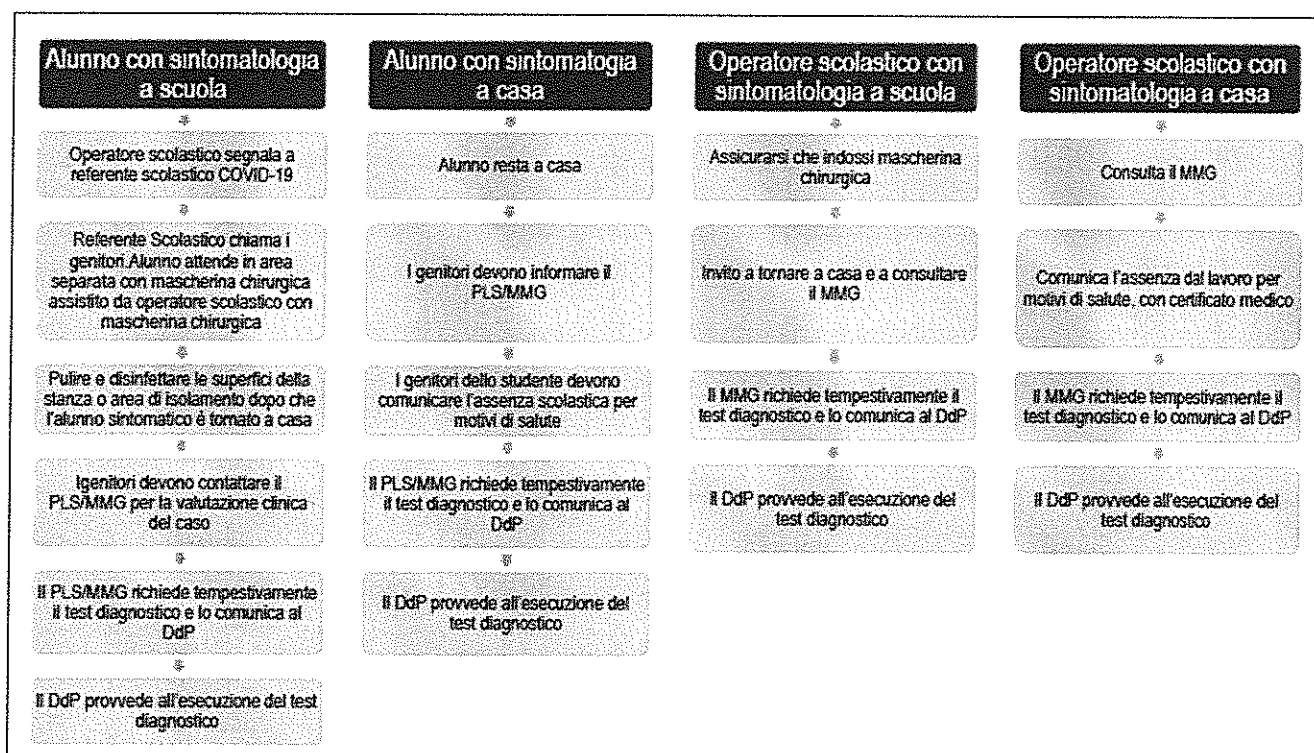 Alunno con sintomatologia
a scuola
Operatore scolastico segnala a
referente scolastico COVID-19
Referente Scolastico chiama i
genitori Alunno attende in area
separata con mascherina chirurgica
assistito da operatore scolastico con
mascherina chirurgica
Pulire e disinfettare le superfici della
stanza o area di isolamento dopo che
l'alunno sintomatico é tornato a casa
Igenitori devono contattare il
PLS/MMG per la valutazione clinica
del caso
Il PLS/MMG richiede tempestivamente
il test diagnostico e lo comunica al
DdP
Il DdP provvede all'esecuzione del test
diagnostico
Alunno con sintomatogia
a casa
Alunno resta a casa
I genitori devono informare il
PLS/MMG
I genitori dello studente devono
comunicare l'assenza scolastica per
motivi di salute
Il PLS/MMG richiede tempestivamente
il test diagnostico e lo comunica al
DdP
Il DdP provvede all'esecuzione del
test diagnostico
Operatore scolastico con
sintomatologia a scuola
Assicurarsi che indossi mascherina
chirurgica
Invito a tornare a casa e a consultare
il MMG
Il MMG richiede tempestivamente il
test diagnostico e lo comunica al DdP
Il DdP provvede all'esecuzione del
test diagnostico
Operatore scolastico con
sintomatologia a casa
Consulta il MMG
Comunica l'assenza dal lavoro per
motivi di salute, con certificato medico
Il MMG richiede tempestivamente il
test diagnostico e lo comunica al DdP
Il DdP provvede all'esecuzione del
test diagnostico